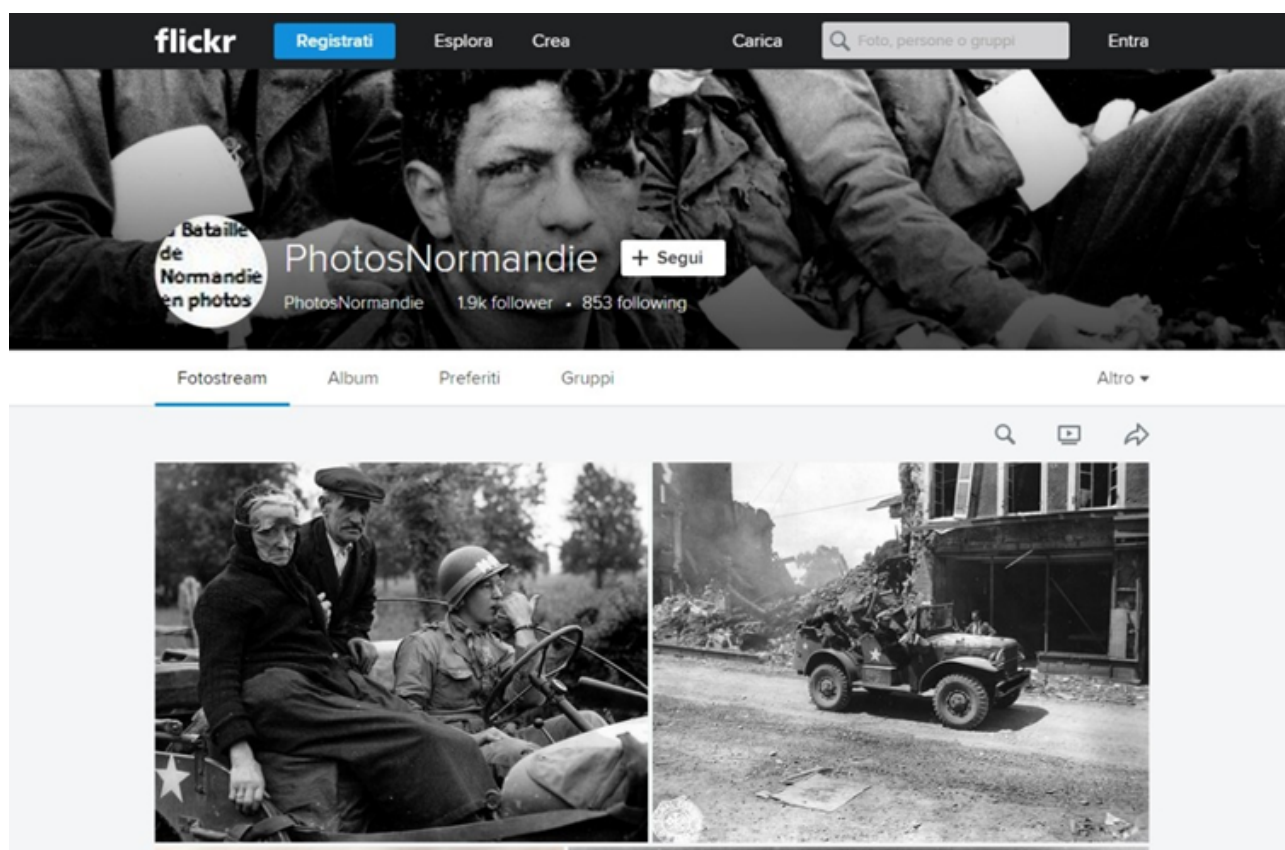 flickr Registrati Esplora Crea Carica Foto, persone o gruppi Entra
Bataille
de
Normandie
en photos
PhotosNormandie + Segui
PhotosNormandie 1.9k follower • 853 following
Fotostream Album Preferiti Gruppi Altro